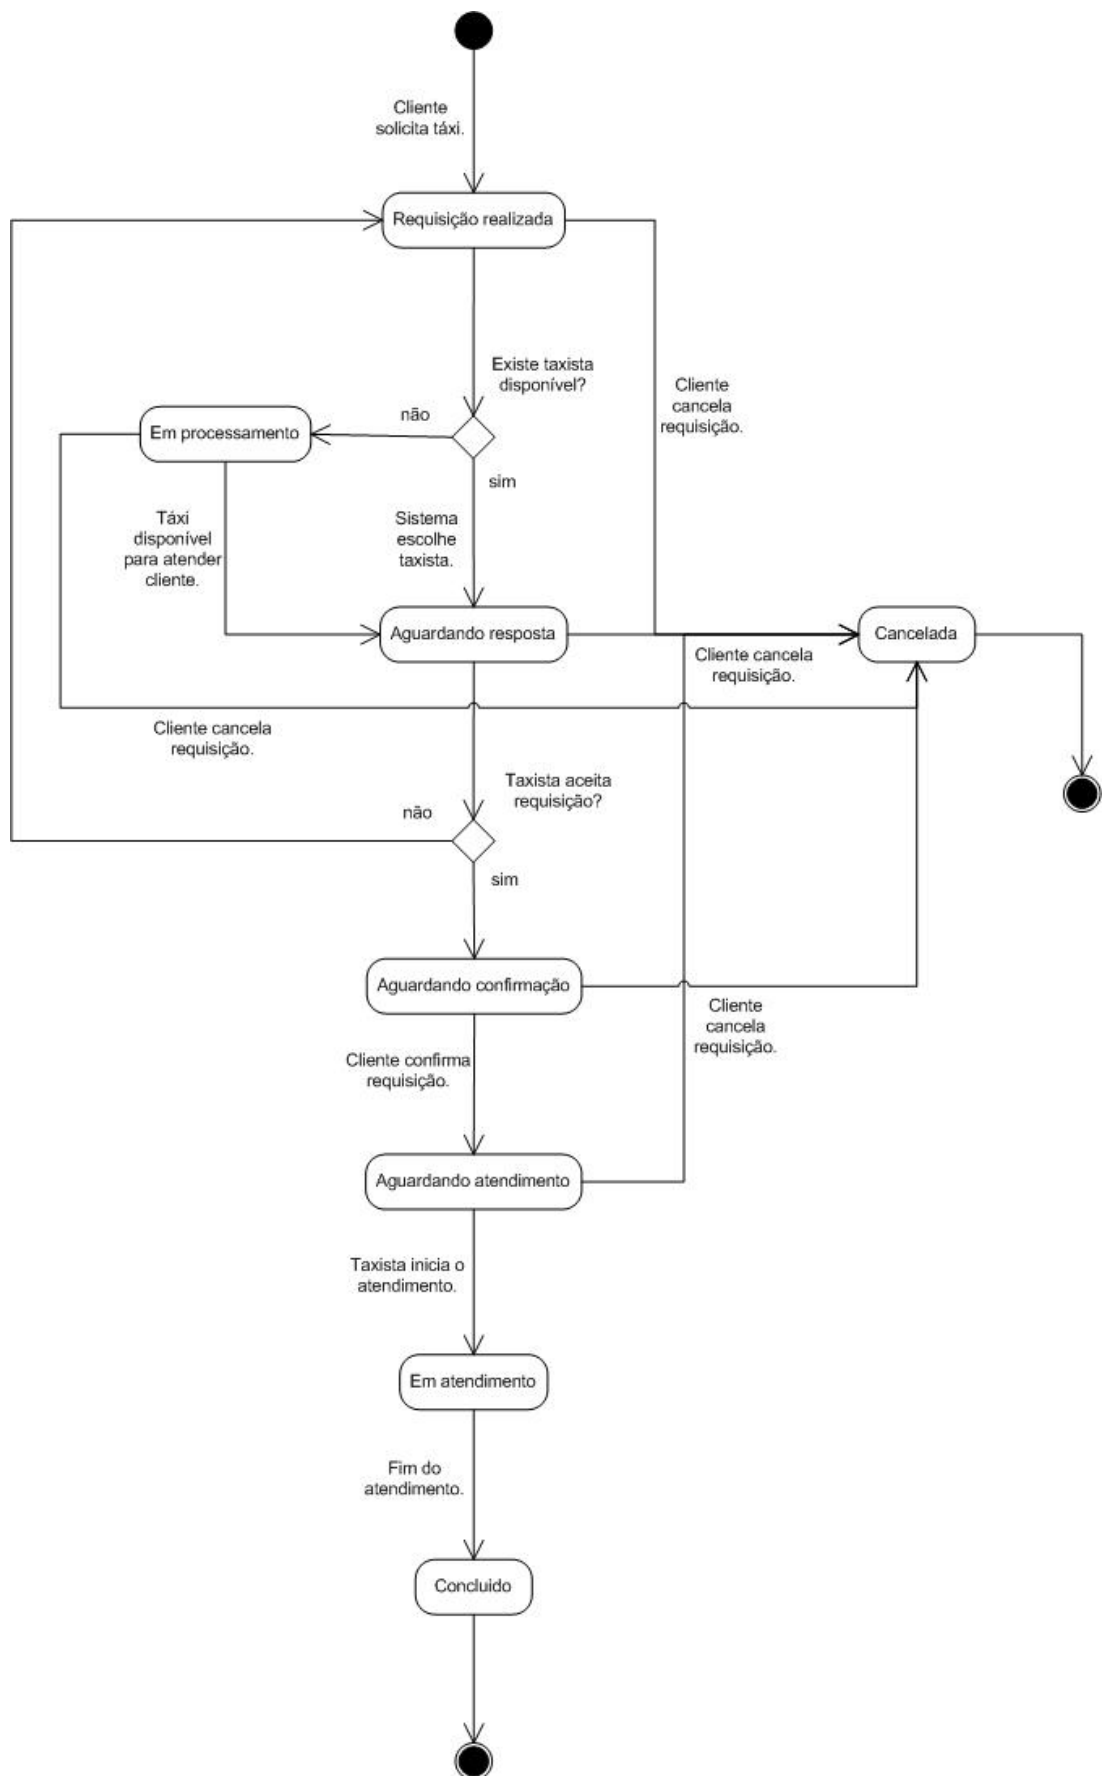 Cliente
solicita táxi.
Requisição realizada
Existe taxista
disponível?
Cliente
cancela
requisição.
não
Em processamento
sim
Táxi
disponível
para atender
cliente.
Sistema
escolhe
taxista.
Aguardando resposta
Cancelada
Cliente cancela
requisição.
Cliente cancela
requisição.
Taxista aceita
requisição?
não
sim
Aguardando confirmação
Cliente
cancela
requisição.
Cliente confirma
requisição.
Aguardando atendimento
Taxista inicia o
atendimento.
Em atendimento
Fim do
atendimento.
Concluido